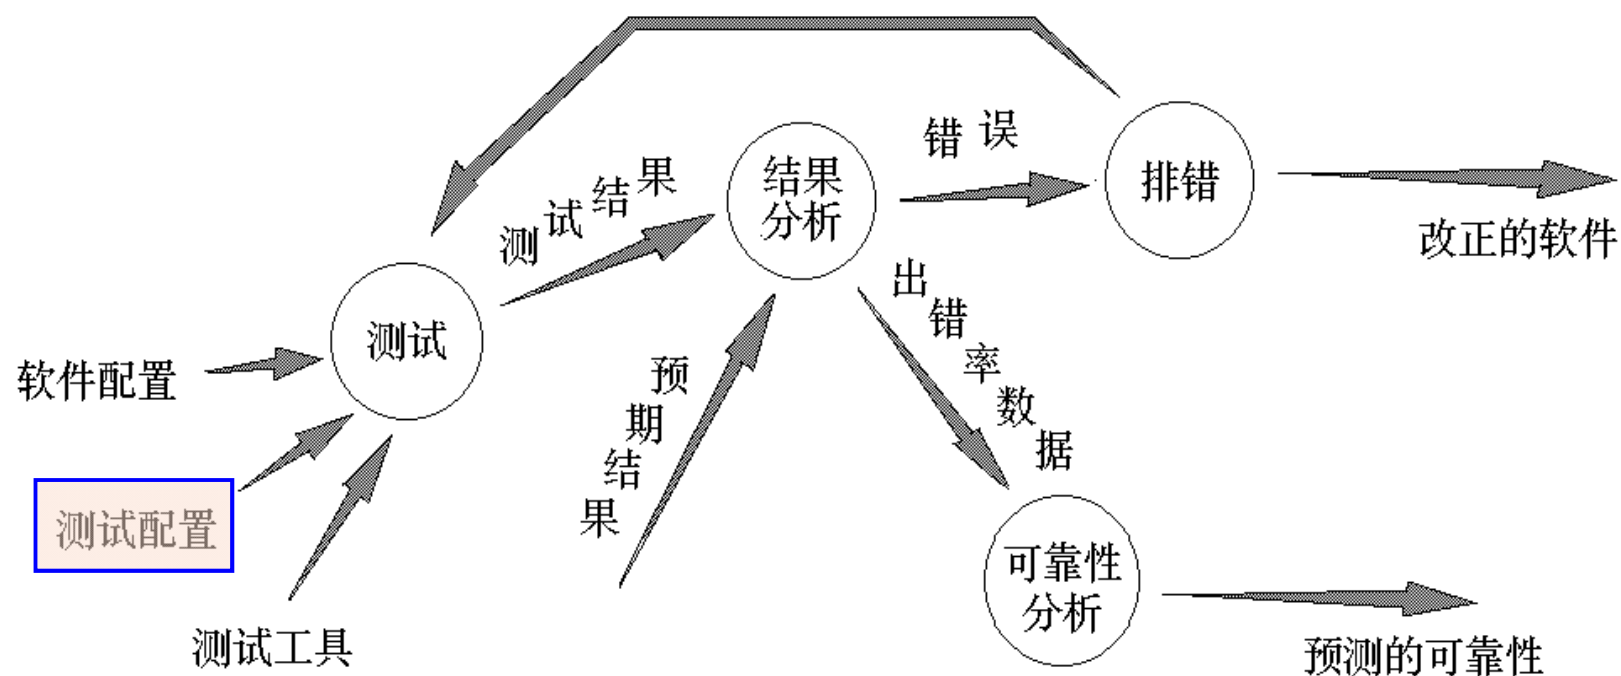 错误
测试结果
结果
分析
排错
改正的软件
出错率数据
测试
软件配置
预期结果
测试配置
可靠性
分析
测试工具
预测的可靠性